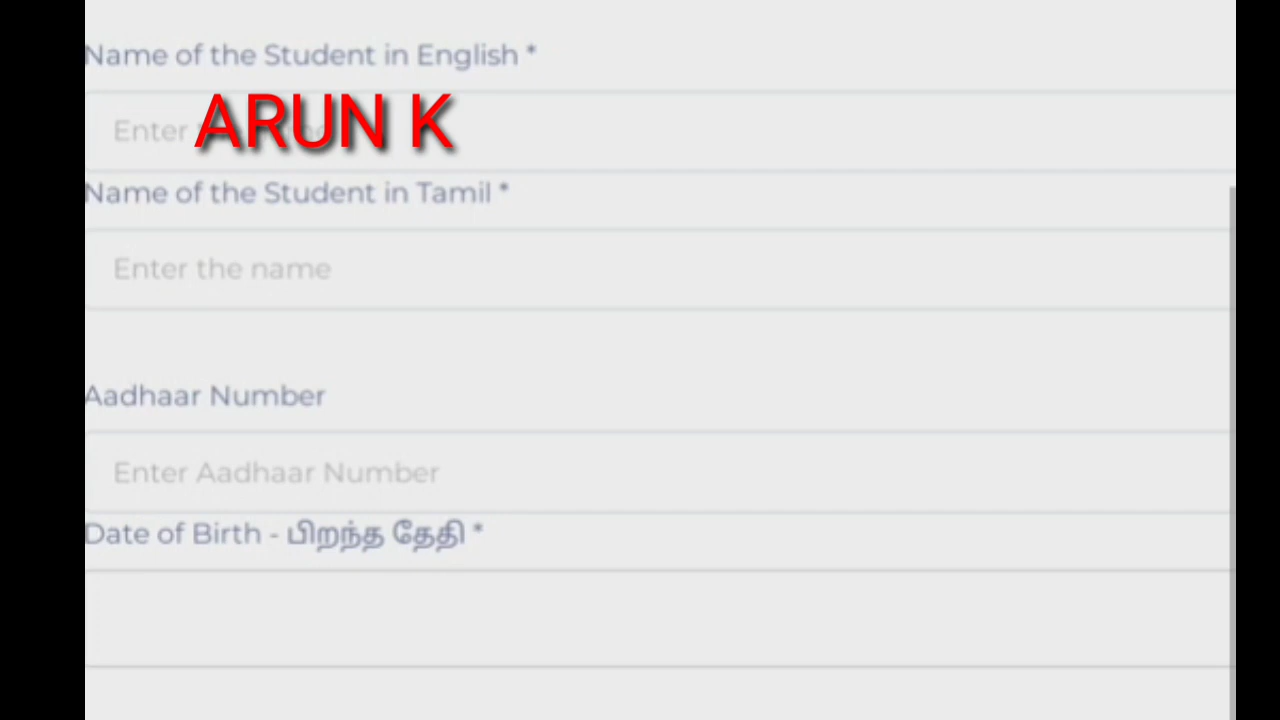 Name of the Student in English *
Enter
ARUN K
Name of the Student in Tamil *
Enter the name
Aadhaar Number
Enter Aadhaar Number
Date of Birth - பிறந்த தேதி *